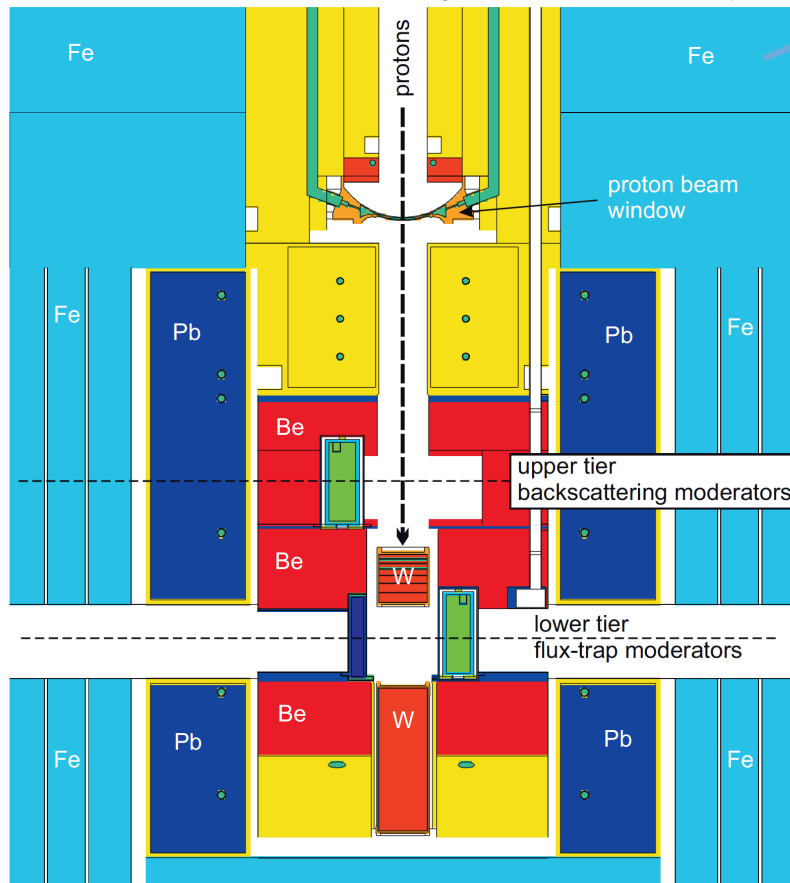 Fe
protons
Fe
proton beam
window
Fe
Pb
Pb
Fe
Be
upper tier
backscattering moderators
Be
W
lower tier
flux-trap moderators
Be
W
Pb
Pb
Fe
Fe